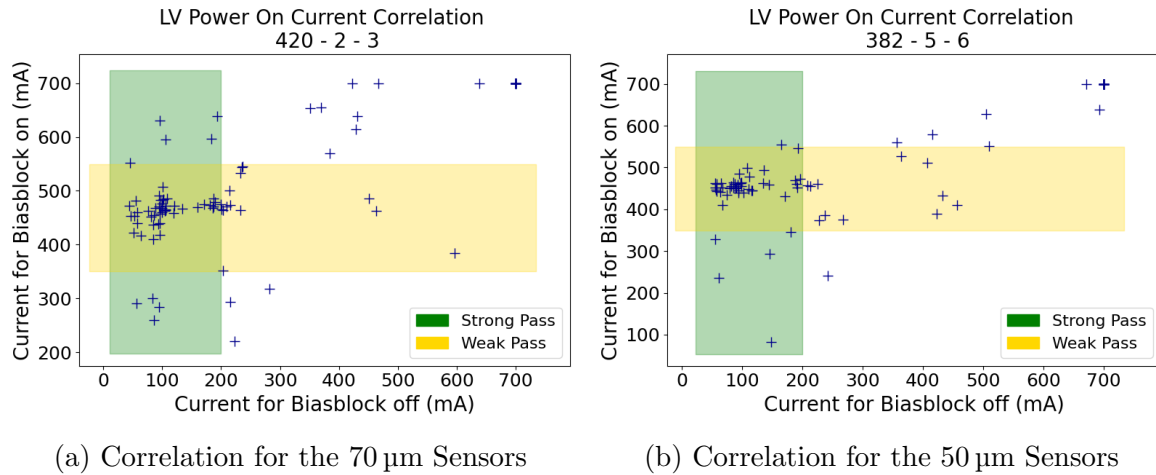 LV Power On Current Correlation
420 - 2 - 3
Current for Biasblock on (mA)
700
600
500
400
300
200
0
100
200
300
400
500
600
700
Current for Biasblock off (mA)
Strong Pass
Weak Pass
(a) Correlation for the 70 µm Sensors
LV Power On Current Correlation
382 - 5 - 6
Current for Biasblock on (mA)
700
600
500
400
300
200
100
0
100
200
300
400
500
600
700
Current for Biasblock off (mA)
Strong Pass
Weak Pass
(b) Correlation for the 50 µm Sensors